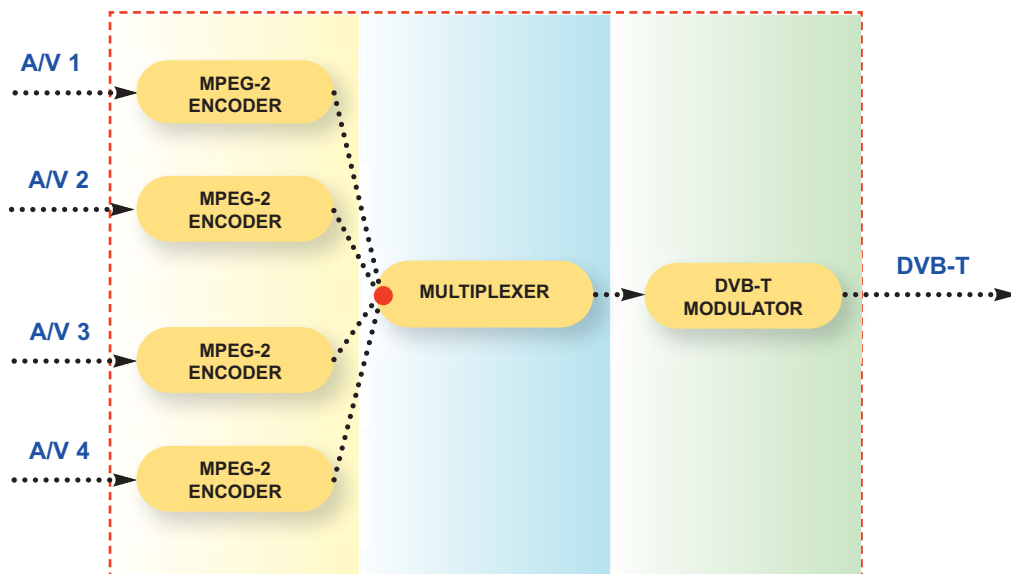 A/V 1
MPEG-2
ENCODER
A/V 2
MPEG-2
ENCODER
MULTIPLEXER
DVB-T
MODULATOR
DVB-T
A/V 3
MPEG-2
ENCODER
A/V 4
MPEG-2
ENCODER